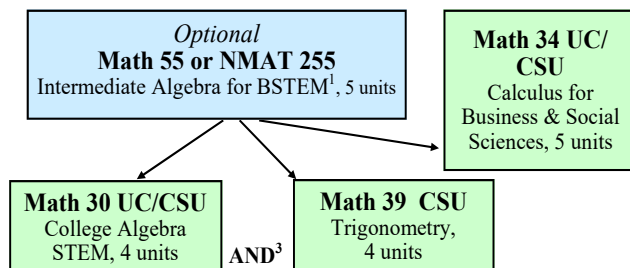 Optional
Math 55 or NMAT 255
Intermediate Algebra for BSTEM¹, 5 units
Math 34 UC/
CSU
Calculus for
Business & Social
Sciences, 5 units
Math 30 UC/CSU
College Algebra
STEM, 4 units
AND³
Math 39 CSU
Trigonometry,
4 units